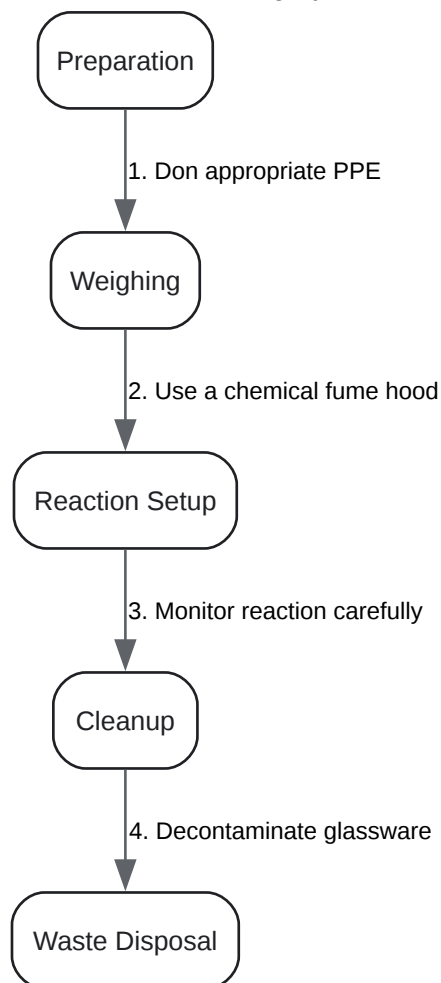 Preparation
1. Don appropriate PPE
Weighing
2. Use a chemical fume hood
Reaction Setup
3. Monitor reaction carefully
Cleanup
4. Decontaminate glassware
Waste Disposal